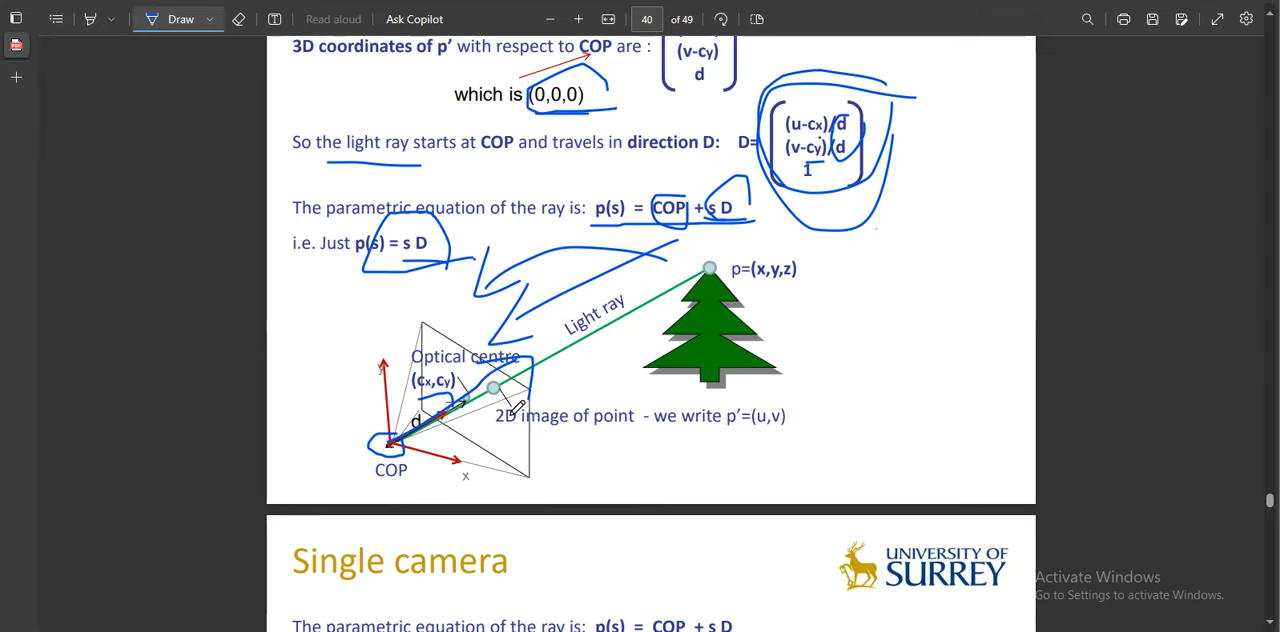 Draw
Read aloud
Ask Copilot
40
of 49
3D coordinates of p’ with respect to COP are :
(v-cy)
d
which is (0,0,0)
(u-cx)/d
So the light ray starts at COP and travels in direction D: D=
(v-cy)/d
1
The parametric equation of the ray is: p(s) = COP + s D
i.e. Just p(s) = s D
p=(x,y,z)
Light ray
Optical centre
y
(cx,cy)
d
2D image of point - we write p’=(u,v)
COP
x
Single camera
UNIVERSITY OF
SURREY
Activate Windows
Go to Settings to activate Windows.
The parametric equation of the ray is: p(s) = COP + s D